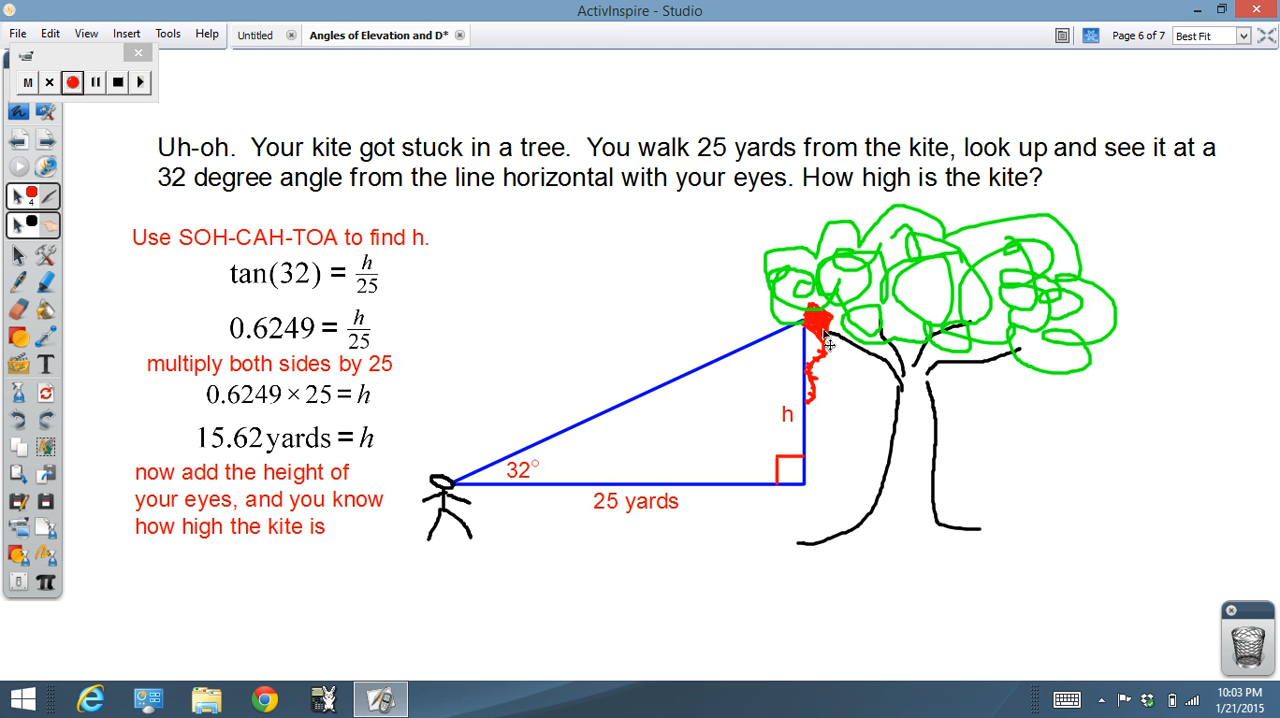 ActivInspire - Studio
File Edit View Insert Tools Help
Untitled
Angles of Elevation and D*
Page 6 of 7
Best Fit
M
4
T
π
Uh-oh.  Your kite got stuck in a tree.  You walk 25 yards from the kite, look up and see it at a
32 degree angle from the line horizontal with your eyes. How high is the kite?
Use SOH-CAH-TOA to find h.
tan(32) = h/25
0.6249 = h/25
multiply both sides by 25
0.6249 × 25 = h
15.62 yards = h
now add the height of
your eyes, and you know
how high the kite is
32°
25 yards
h
10:03 PM
1/21/2015